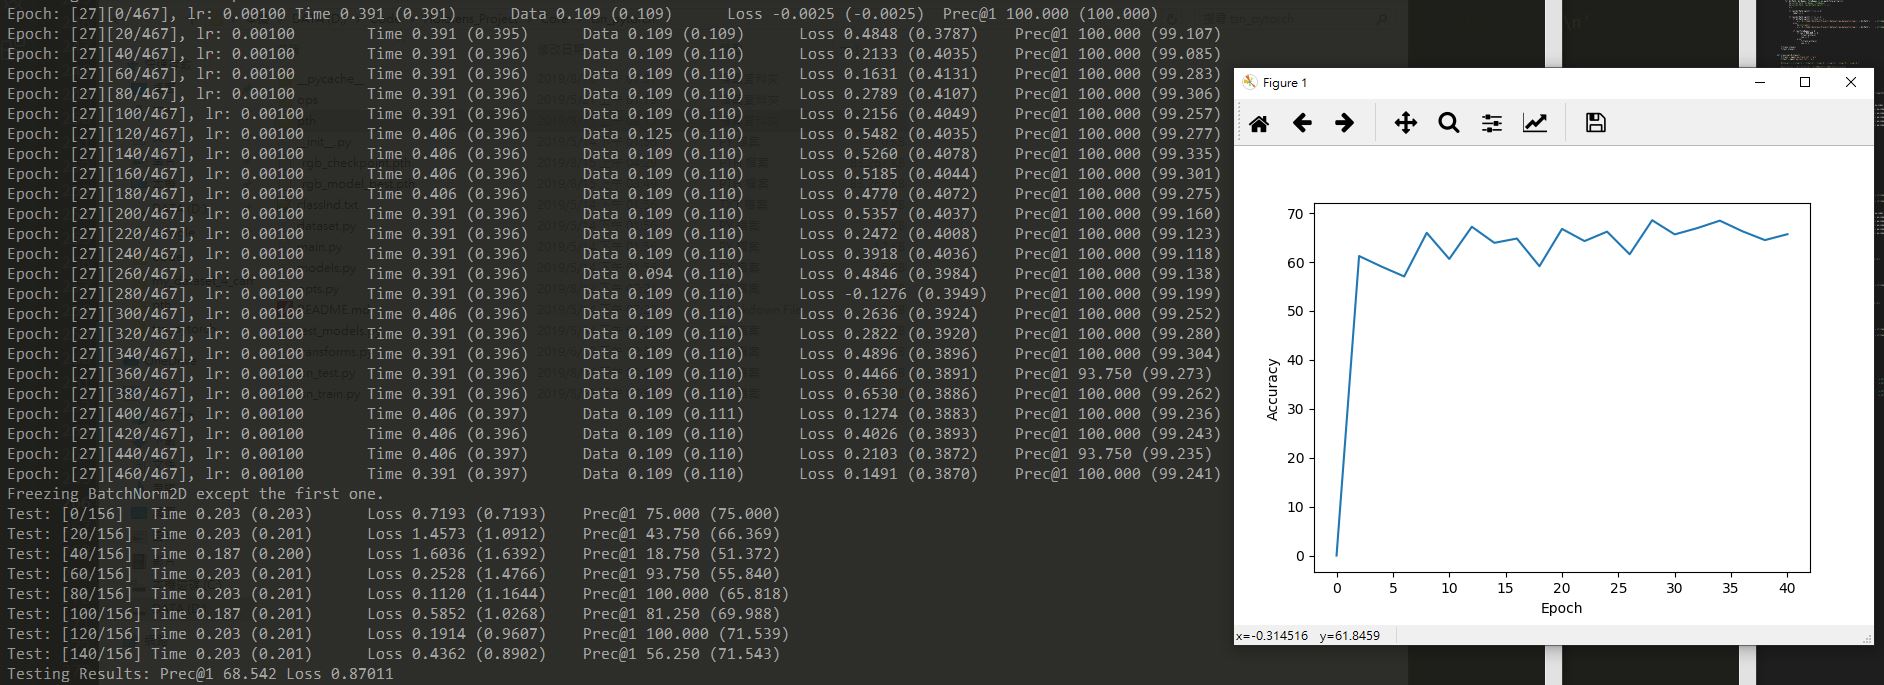 Epoch: [27][0/467], lr: 0.00100 Time 0.391 (0.391) Data 0.109 (0.109) Loss -0.0025 (-0.0025) Prec@1 100.000 (100.000)
Epoch: [27][20/467], lr: 0.00100 Time 0.391 (0.395) Data 0.109 (0.109) Loss 0.4848 (0.3787) Prec@1 100.000 (99.107)
Epoch: [27][40/467], lr: 0.00100 Time 0.391 (0.396) Data 0.109 (0.110) Loss 0.2133 (0.4035) Prec@1 100.000 (99.085)
Epoch: [27][60/467], lr: 0.00100 Time 0.391 (0.396) Data 0.109 (0.110) Loss 0.1631 (0.4131) Prec@1 100.000 (99.283)
Epoch: [27][80/467], lr: 0.00100 Time 0.391 (0.396) Data 0.109 (0.110) Loss 0.2789 (0.4107) Prec@1 100.000 (99.306)
Epoch: [27][100/467], lr: 0.00100 Time 0.391 (0.396) Data 0.109 (0.110) Loss 0.2156 (0.4049) Prec@1 100.000 (99.257)
Epoch: [27][120/467], lr: 0.00100 Time 0.406 (0.396) Data 0.125 (0.110) Loss 0.5482 (0.4035) Prec@1 100.000 (99.277)
Epoch: [27][140/467], lr: 0.00100 Time 0.406 (0.396) Data 0.109 (0.110) Loss 0.5260 (0.4078) Prec@1 100.000 (99.335)
Epoch: [27][160/467], lr: 0.00100 Time 0.406 (0.396) Data 0.109 (0.110) Loss 0.5185 (0.4044) Prec@1 100.000 (99.301)
Epoch: [27][180/467], lr: 0.00100 Time 0.406 (0.396) Data 0.109 (0.110) Loss 0.4770 (0.4072) Prec@1 100.000 (99.275)
Epoch: [27][200/467], lr: 0.00100 Time 0.391 (0.396) Data 0.109 (0.110) Loss 0.5357 (0.4037) Prec@1 100.000 (99.160)
Epoch: [27][220/467], lr: 0.00100 Time 0.391 (0.396) Data 0.109 (0.110) Loss 0.2472 (0.4008) Prec@1 100.000 (99.123)
Epoch: [27][240/467], lr: 0.00100 Time 0.391 (0.396) Data 0.109 (0.110) Loss 0.3918 (0.4036) Prec@1 100.000 (99.118)
Epoch: [27][260/467], lr: 0.00100 Time 0.391 (0.396) Data 0.094 (0.110) Loss 0.4846 (0.3984) Prec@1 100.000 (99.138)
Epoch: [27][280/467], lr: 0.00100 Time 0.391 (0.396) Data 0.109 (0.110) Loss -0.1276 (0.3949) Prec@1 100.000 (99.199)
Epoch: [27][300/467], lr: 0.00100 Time 0.406 (0.396) Data 0.109 (0.110) Loss 0.2636 (0.3924) Prec@1 100.000 (99.252)
Epoch: [27][320/467], lr: 0.00100 Time 0.391 (0.396) Data 0.109 (0.110) Loss 0.2822 (0.3920) Prec@1 100.000 (99.280)
Epoch: [27][340/467], lr: 0.00100 Time 0.391 (0.396) Data 0.109 (0.110) Loss 0.4896 (0.3896) Prec@1 100.000 (99.304)
Epoch: [27][360/467], lr: 0.00100 Time 0.391 (0.396) Data 0.109 (0.110) Loss 0.4466 (0.3891) Prec@1 93.750 (99.273)
Epoch: [27][380/467], lr: 0.00100 Time 0.391 (0.396) Data 0.109 (0.110) Loss 0.6530 (0.3886) Prec@1 100.000 (99.262)
Epoch: [27][400/467], lr: 0.00100 Time 0.406 (0.397) Data 0.109 (0.111) Loss 0.1274 (0.3883) Prec@1 100.000 (99.236)
Epoch: [27][420/467], lr: 0.00100 Time 0.406 (0.396) Data 0.109 (0.110) Loss 0.4026 (0.3893) Prec@1 100.000 (99.243)
Epoch: [27][440/467], lr: 0.00100 Time 0.406 (0.397) Data 0.109 (0.110) Loss 0.2103 (0.3872) Prec@1 93.750 (99.235)
Epoch: [27][460/467], lr: 0.00100 Time 0.391 (0.397) Data 0.109 (0.110) Loss 0.1491 (0.3870) Prec@1 100.000 (99.241)
Freezing BatchNorm2D except the first one.
Test: [0/156] Time 0.203 (0.203) Loss 0.7193 (0.7193) Prec@1 75.000 (75.000)
Test: [20/156] Time 0.203 (0.201) Loss 1.4573 (1.0912) Prec@1 43.750 (66.369)
Test: [40/156] Time 0.187 (0.200) Loss 1.6036 (1.6392) Prec@1 18.750 (51.372)
Test: [60/156] Time 0.203 (0.201) Loss 0.2528 (1.4766) Prec@1 93.750 (55.840)
Test: [80/156] Time 0.203 (0.201) Loss 0.1120 (1.1644) Prec@1 100.000 (65.818)
Test: [100/156] Time 0.187 (0.201) Loss 0.5852 (1.0268) Prec@1 81.250 (69.988)
Test: [120/156] Time 0.203 (0.201) Loss 0.1914 (0.9607) Prec@1 100.000 (71.539)
Test: [140/156] Time 0.203 (0.201) Loss 0.4362 (0.8902) Prec@1 56.250 (71.543)
Testing Results: Prec@1 68.542 Loss 0.87011
Figure 1
70
60
50
40
30
20
10
0
Accuracy
0 5 10 15 20 25 30 35 40
Epoch
x=-0.314516 y=61.8459